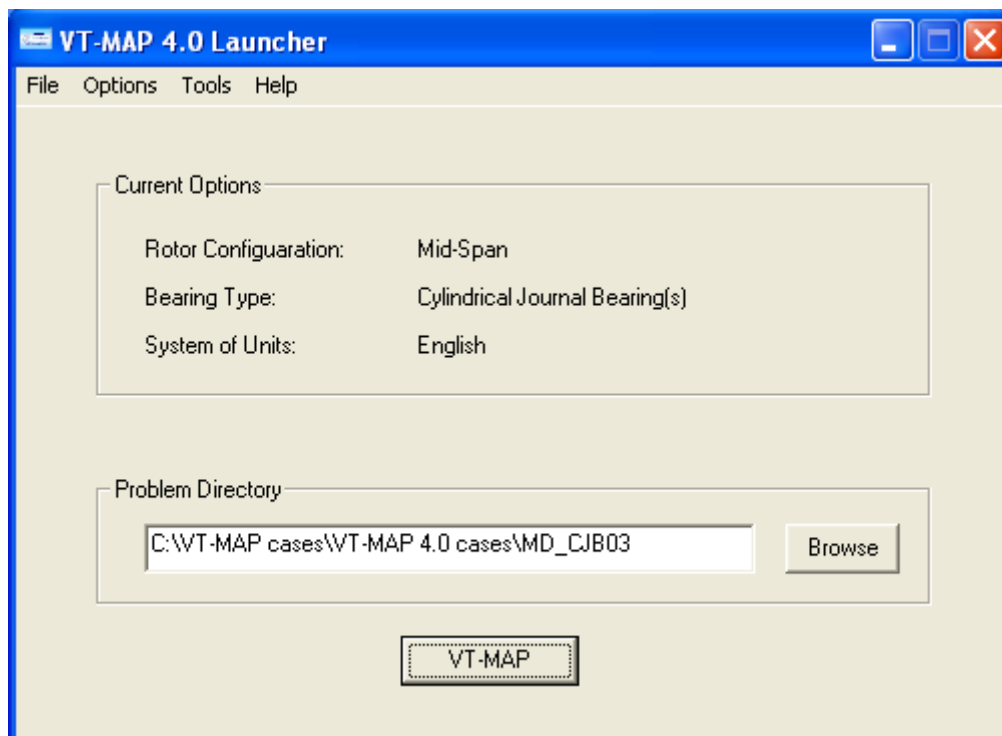 VT-MAP 4.0 Launcher
File Options Tools Help
Current Options
Rotor Configuaration: Mid-Span
Bearing Type: Cylindrical Journal Bearing(s)
System of Units: English
Problem Directory
C:\VT-MAP cases\VT-MAP 4.0 cases\MD_CJB03 Browse
VT-MAP